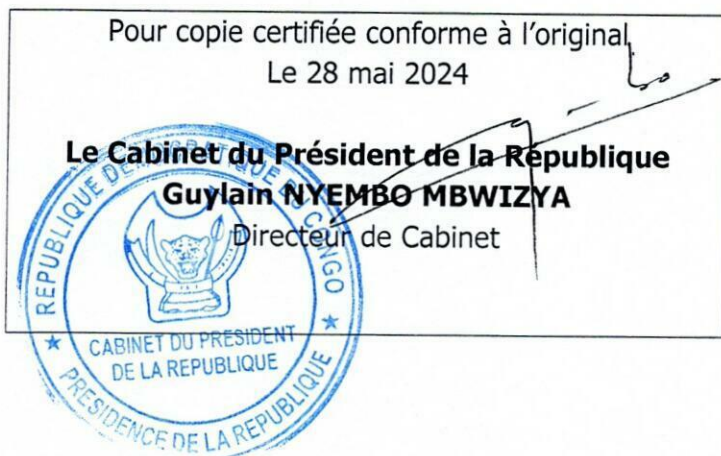 Pour copie certifiée conforme à l'original
Le 28 mai 2024
Le Cabinet du Président de la République
Guylain NYEMBO MBWIZYA
Directeur de Cabinet
REPUBLIQUE DEMOCRATIQUE DU CONGO
CABINET DU PRESIDENT
DE LA REPUBLIQUE
★ PRESIDENCE DE LA REPUBLIQUE ★